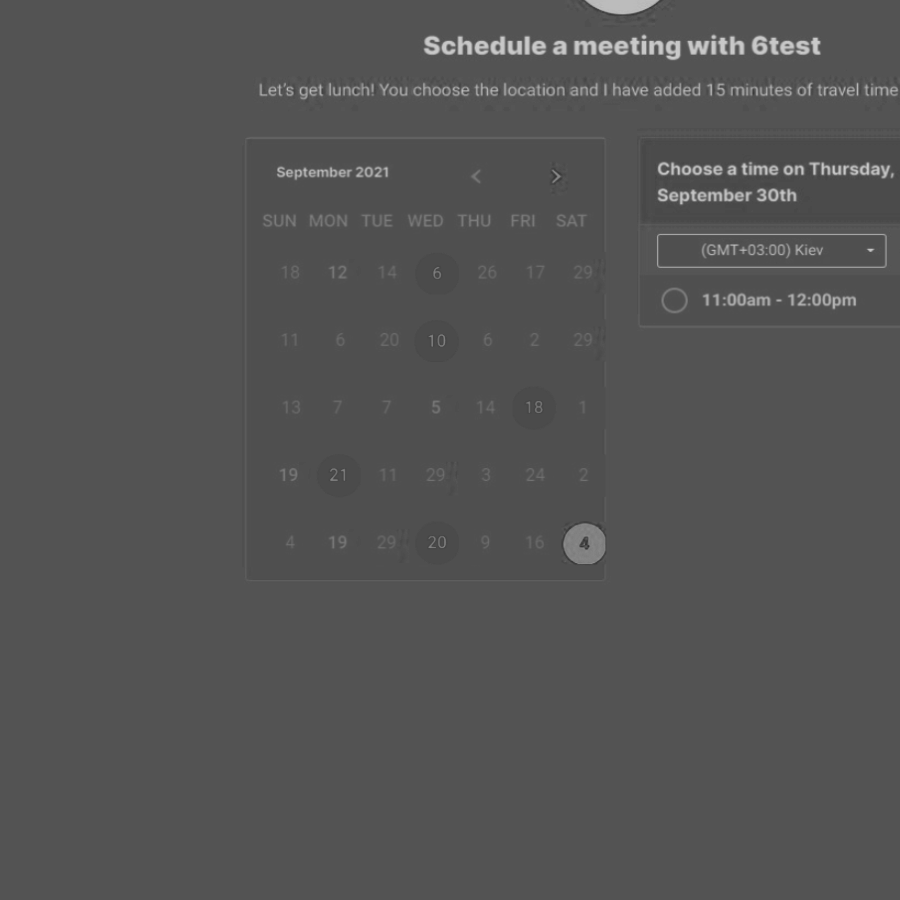 Schedule a meeting with 6test
Let's get lunch! You choose the location and I have added 15 minutes of travel time
September 2021
SUN MON TUE WED THU FRI SAT
18 12 14 6 26 17 29
11 6 20 10 6 2 29
13 7 7 5 14 18 1
19 21 11 29 3 24 2
4 19 29 20 9 16 4
Choose a time on Thursday,
September 30th
(GMT+03:00) Kiev
11:00am - 12:00pm